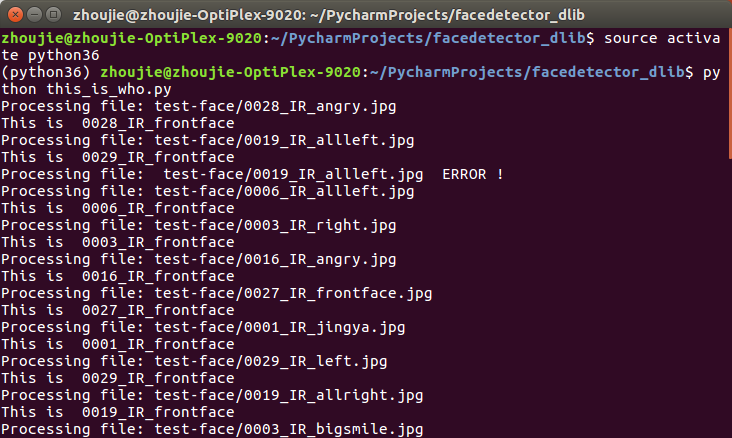 zhoujie@zhoujie-OptiPlex-9020: ~/PycharmProjects/facedetector_dlib
zhoujie@zhoujie-OptiPlex-9020:~/PycharmProjects/facedetector_dlib$ source activa
te python36
(python36) zhoujie@zhoujie-OptiPlex-9020:~/PycharmProjects/facedetector_dlib$ py
thon this_is_who.py
Processing file: test-face/0028_IR_angry.jpg
This is  0028_IR_frontface
Processing file: test-face/0019_IR_allleft.jpg
This is  0029_IR_frontface
Processing file:  test-face/0019_IR_allleft.jpg  ERROR !
Processing file: test-face/0006_IR_allleft.jpg
This is  0006_IR_frontface
Processing file: test-face/0003_IR_right.jpg
This is  0003_IR_frontface
Processing file: test-face/0016_IR_angry.jpg
This is  0016_IR_frontface
Processing file: test-face/0027_IR_frontface.jpg
This is  0027_IR_frontface
Processing file: test-face/0001_IR_jingya.jpg
This is  0001_IR_frontface
Processing file: test-face/0029_IR_left.jpg
This is  0029_IR_frontface
Processing file: test-face/0019_IR_allright.jpg
This is  0019_IR_frontface
Processing file: test-face/0003_IR_bigsmile.jpg